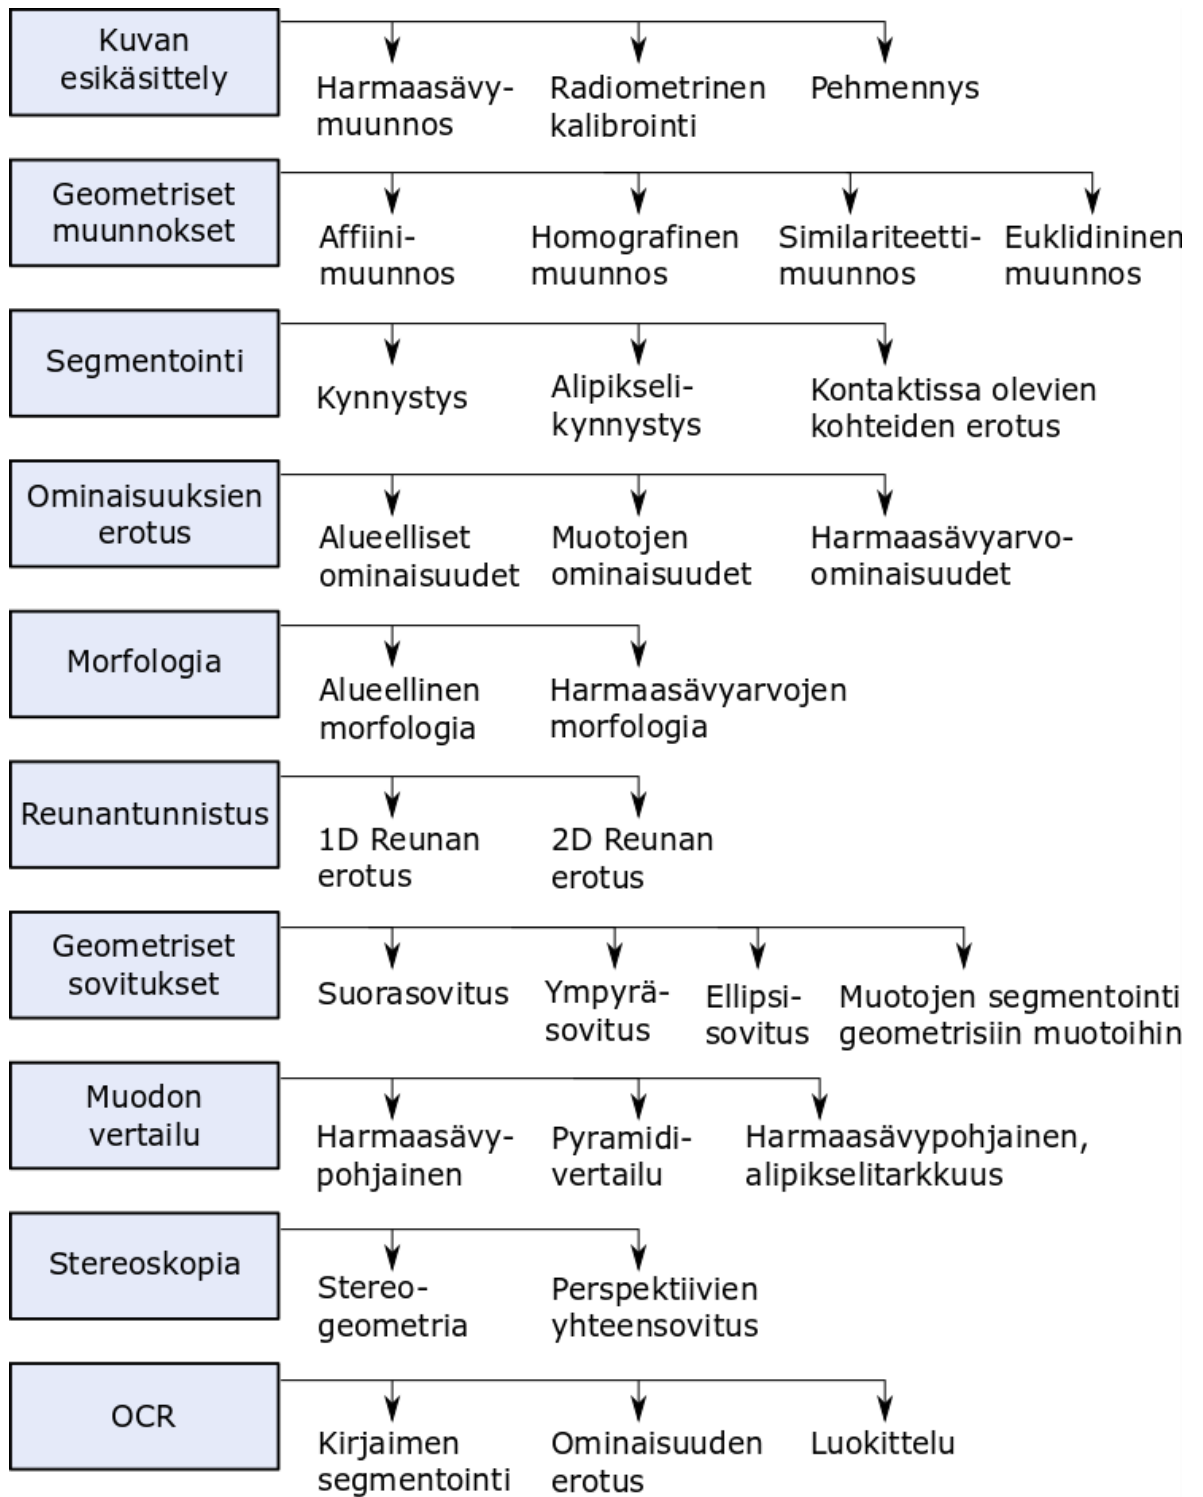 Kuvan
esikäsittely
Harmaasävy-
muunnos
Radiometrinen
kalibrointi
Pehmennys
Geometriset
muunnokset
Affiini-
muunnos
Homografinen
muunnos
Similariteetti-
muunnos
Euklidininen
muunnos
Segmentointi
Kynnystys
Alipikseli-
kynnystys
Kontaktissa olevien
kohteiden erotus
Ominaisuuksien
erotus
Alueelliset
ominaisuudet
Muotojen
ominaisuudet
Harmaasävyarvo-
ominaisuudet
Morfologia
Alueellinen
morfologia
Harmaasävyarvojen
morfologia
Reunantunnistus
1D Reunan
erotus
2D Reunan
erotus
Geometriset
sovitukset
Suorasovitus
Ympyrä-
sovitus
Ellipsi-
sovitus
Muotojen segmentointi
geometrisiin muotoihin
Muodon
vertailu
Harmaasävy-
pohjainen
Pyramidi-
vertailu
Harmaasävypohjainen,
alipikselitarkkuus
Stereoskopia
Stereo-
geometria
Perspektiivien
yhteensovitus
OCR
Kirjaimen
segmentointi
Ominaisuuden
erotus
Luokittelu